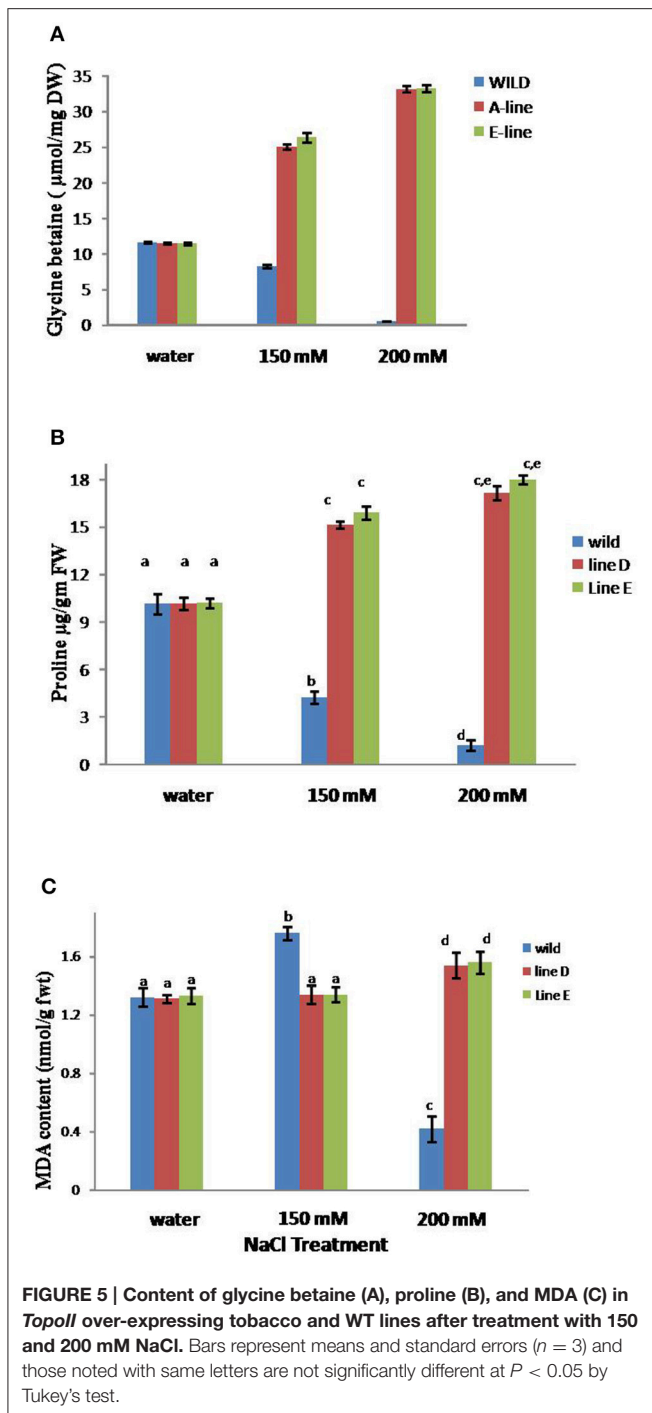 A
Glycine betaine ( µmol/mg DW)
35
30
25
20
15
10
5
0
water
150 mM
200 mM
WILD
A-line
E-line
B
Proline µg/gm FW
18
15
12
9
6
3
0
a a a
b c c
d c,e c,e
water
150 mM
200 mM
wild
line D
Line E
C
MDA content (nmol/g fwt)
1.6
1.2
0.8
0.4
0
a a a
b a a
c d d
water
150 mM
200 mM
NaCl Treatment
wild
line D
Line E
FIGURE 5 | Content of glycine betaine (A), proline (B), and MDA (C) in
TopoII over-expressing tobacco and WT lines after treatment with 150
and 200 mM NaCl. Bars represent means and standard errors (n = 3) and
those noted with same letters are not significantly different at P < 0.05 by
Tukey's test.